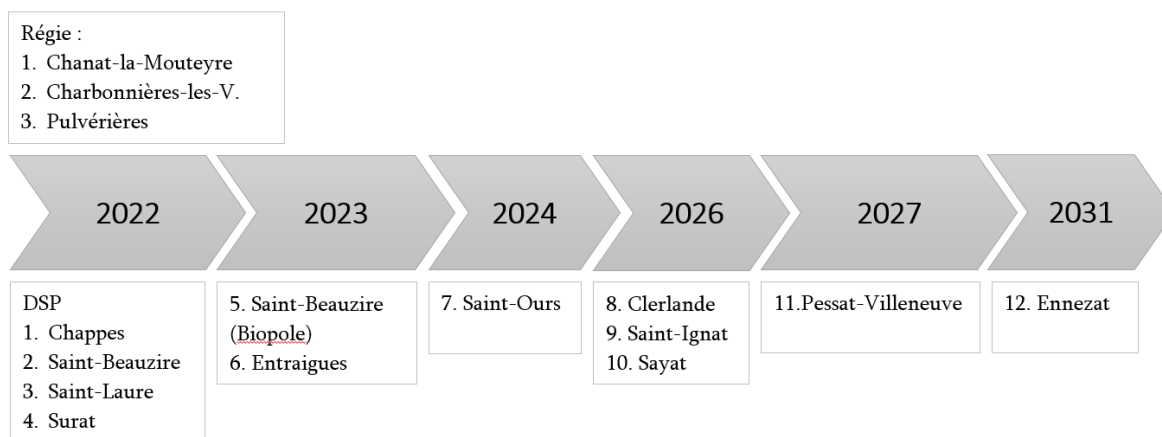 Régie :
1. Chanat-la-Mouteyre
2. Charbonnières-les-V.
3. Pulvérières
2022
2023
2024
2026
2027
2031
DSP
1. Chappes
2. Saint-Beauzire
3. Saint-Laure
4. Surat
5. Saint-Beauzire
(Biopole)
6. Entraigues
7. Saint-Ours
8. Clerlande
9. Saint-Ignat
10. Sayat
11.Pessat-Villeneuve
12. Ennezat